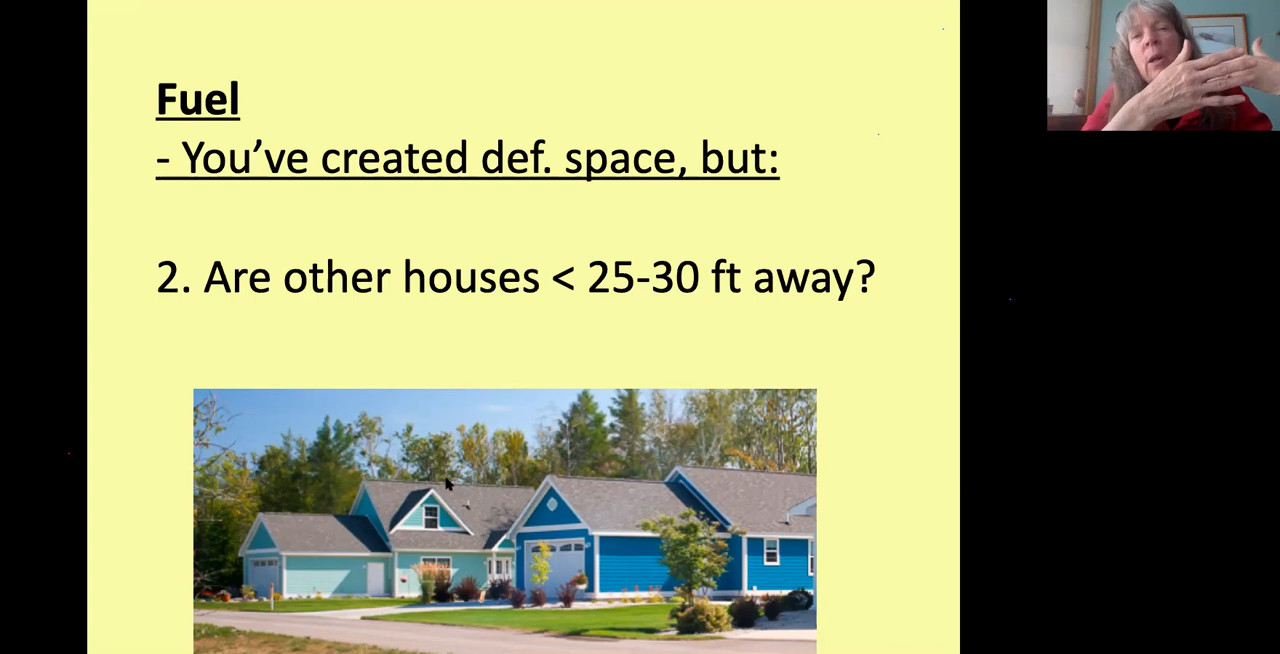 Fuel
- You’ve created def. space, but:
2. Are other houses < 25-30 ft away?